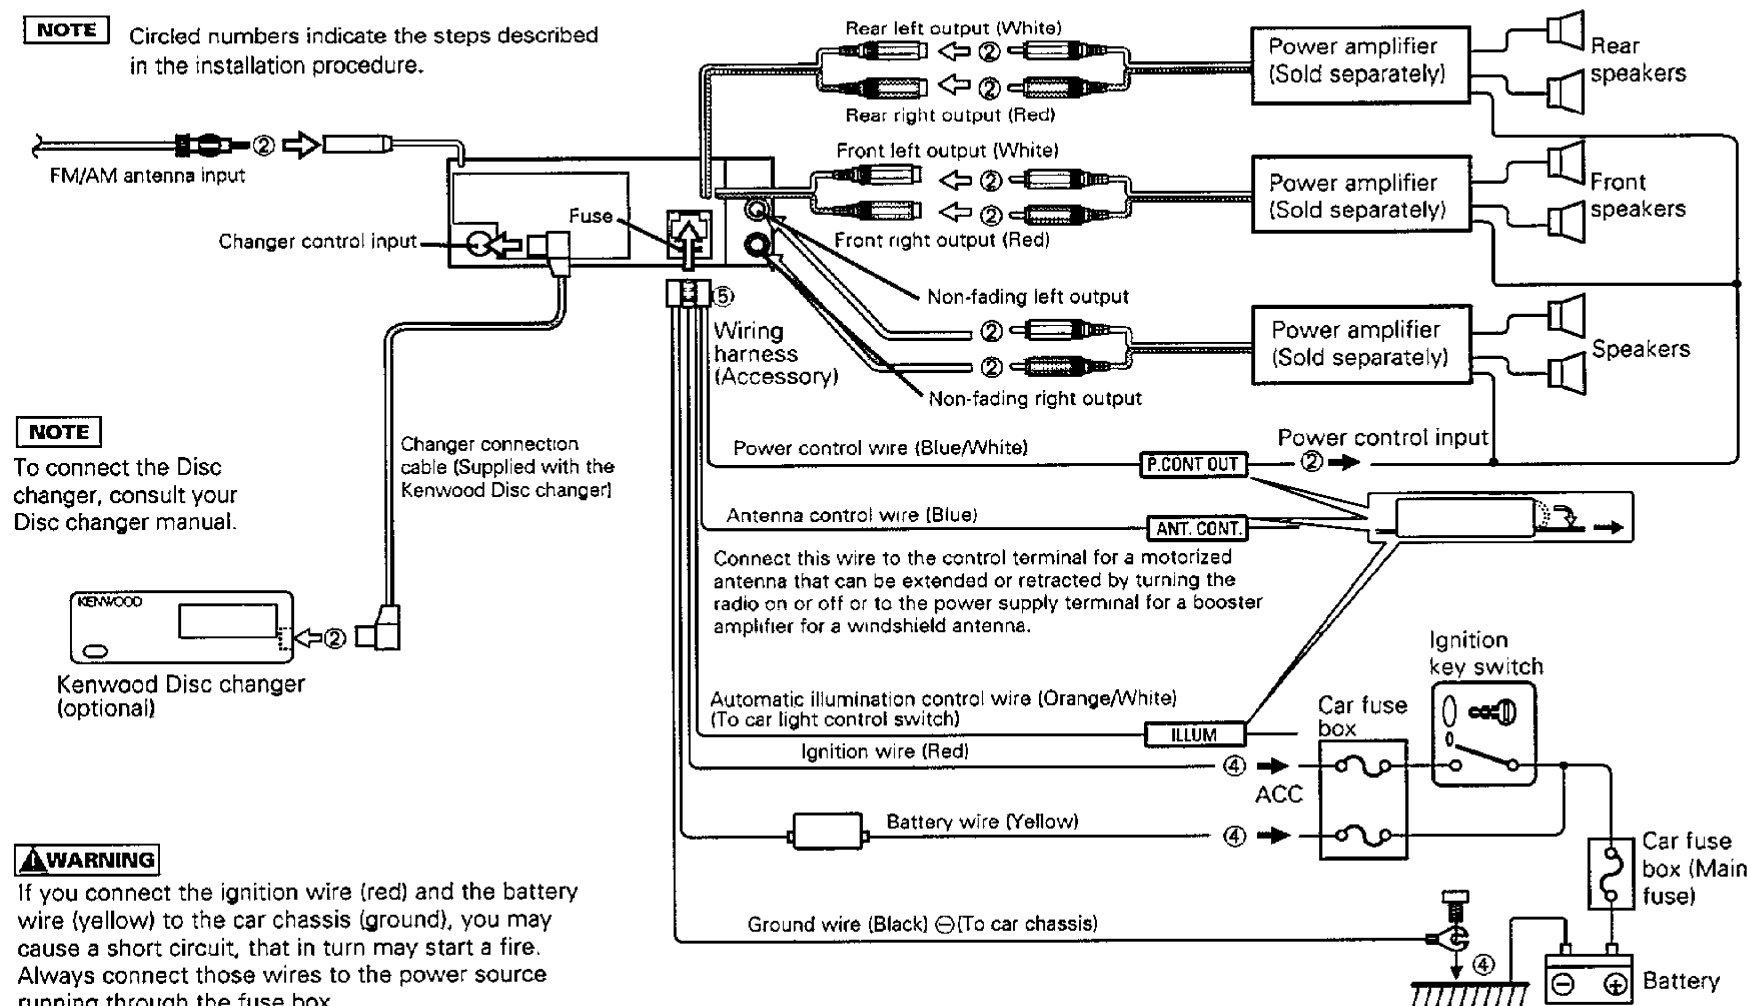 NOTE
Circled numbers indicate the steps described
in the installation procedure.
FM/AM antenna input
②
Changer control input
Fuse
Rear left output (White)
②
②
Rear right output (Red)
Front left output (White)
②
②
Front right output (Red)
Non-fading left output
②
②
Non-fading right output
Power amplifier
(Sold separately)
Rear
speakers
Power amplifier
(Sold separately)
Front
speakers
Power amplifier
(Sold separately)
Speakers
⑤
Wiring
harness
(Accessory)
NOTE
To connect the Disc
changer, consult your
Disc changer manual.
Changer connection
cable (Supplied with the
Kenwood Disc changer)
KENWOOD
②
Kenwood Disc changer
(optional)
Power control wire (Blue/White)
P.CONT OUT
Power control input
②
Antenna control wire (Blue)
ANT. CONT.
Connect this wire to the control terminal for a motorized
antenna that can be extended or retracted by turning the
radio on or off or to the power supply terminal for a booster
amplifier for a windshield antenna.
Automatic illumination control wire (Orange/White)
(To car light control switch)
ILLUM
Ignition wire (Red)
④
ACC
Car fuse
box
Ignition
key switch
Battery wire (Yellow)
④
Car fuse
box (Main
fuse)
Ground wire (Black) ⊖(To car chassis)
④
⊖ ⊕
Battery
WARNING
If you connect the ignition wire (red) and the battery
wire (yellow) to the car chassis (ground), you may
cause a short circuit, that in turn may start a fire.
Always connect those wires to the power source
running through the fuse box.